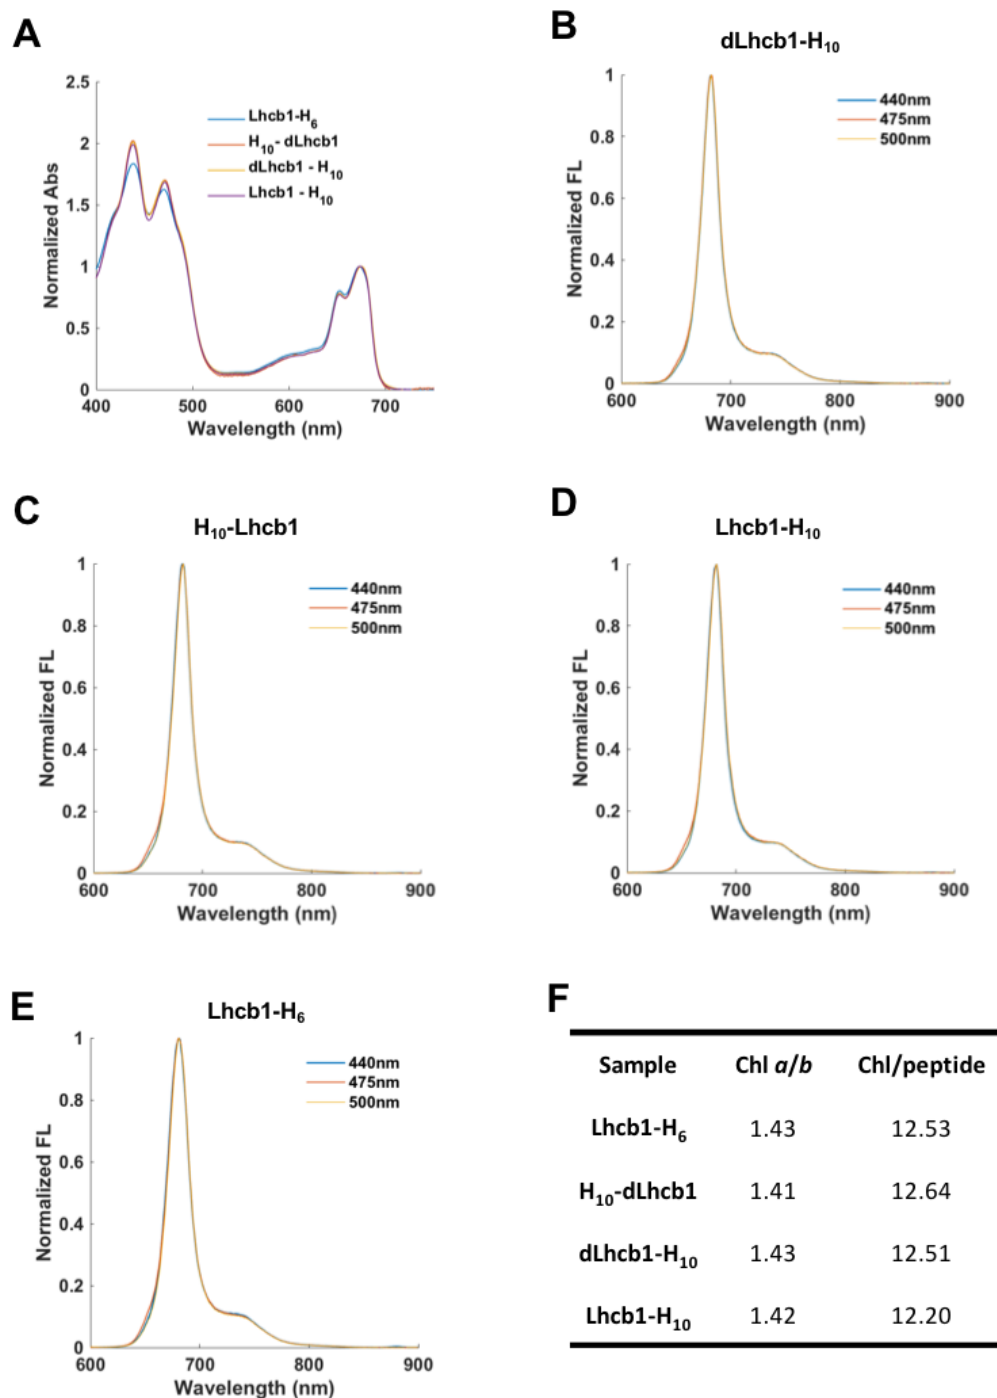 A
2.5
2
1.5
1
0.5
0
400
500
600
700
Normalized Abs
Wavelength (nm)
Lhcb1-H6
H10- dLhcb1
dLhcb1 - H10
Lhcb1 - H10
B
dLhcb1-H10
1
0.8
0.6
0.4
0.2
0
600
700
800
900
Normalized FL
Wavelength (nm)
440nm
475nm
500nm
C
H10-Lhcb1
1
0.8
0.6
0.4
0.2
0
600
700
800
900
Normalized FL
Wavelength (nm)
440nm
475nm
500nm
D
Lhcb1-H10
1
0.8
0.6
0.4
0.2
0
600
700
800
900
Normalized FL
Wavelength (nm)
440nm
475nm
500nm
E
Lhcb1-H6
1
0.8
0.6
0.4
0.2
0
600
700
800
900
Normalized FL
Wavelength (nm)
440nm
475nm
500nm
F
Sample Chl a/b Chl/peptide
Lhcb1-H6 1.43 12.53
H10-dLhcb1 1.41 12.64
dLhcb1-H10 1.43 12.51
Lhcb1-H10 1.42 12.20